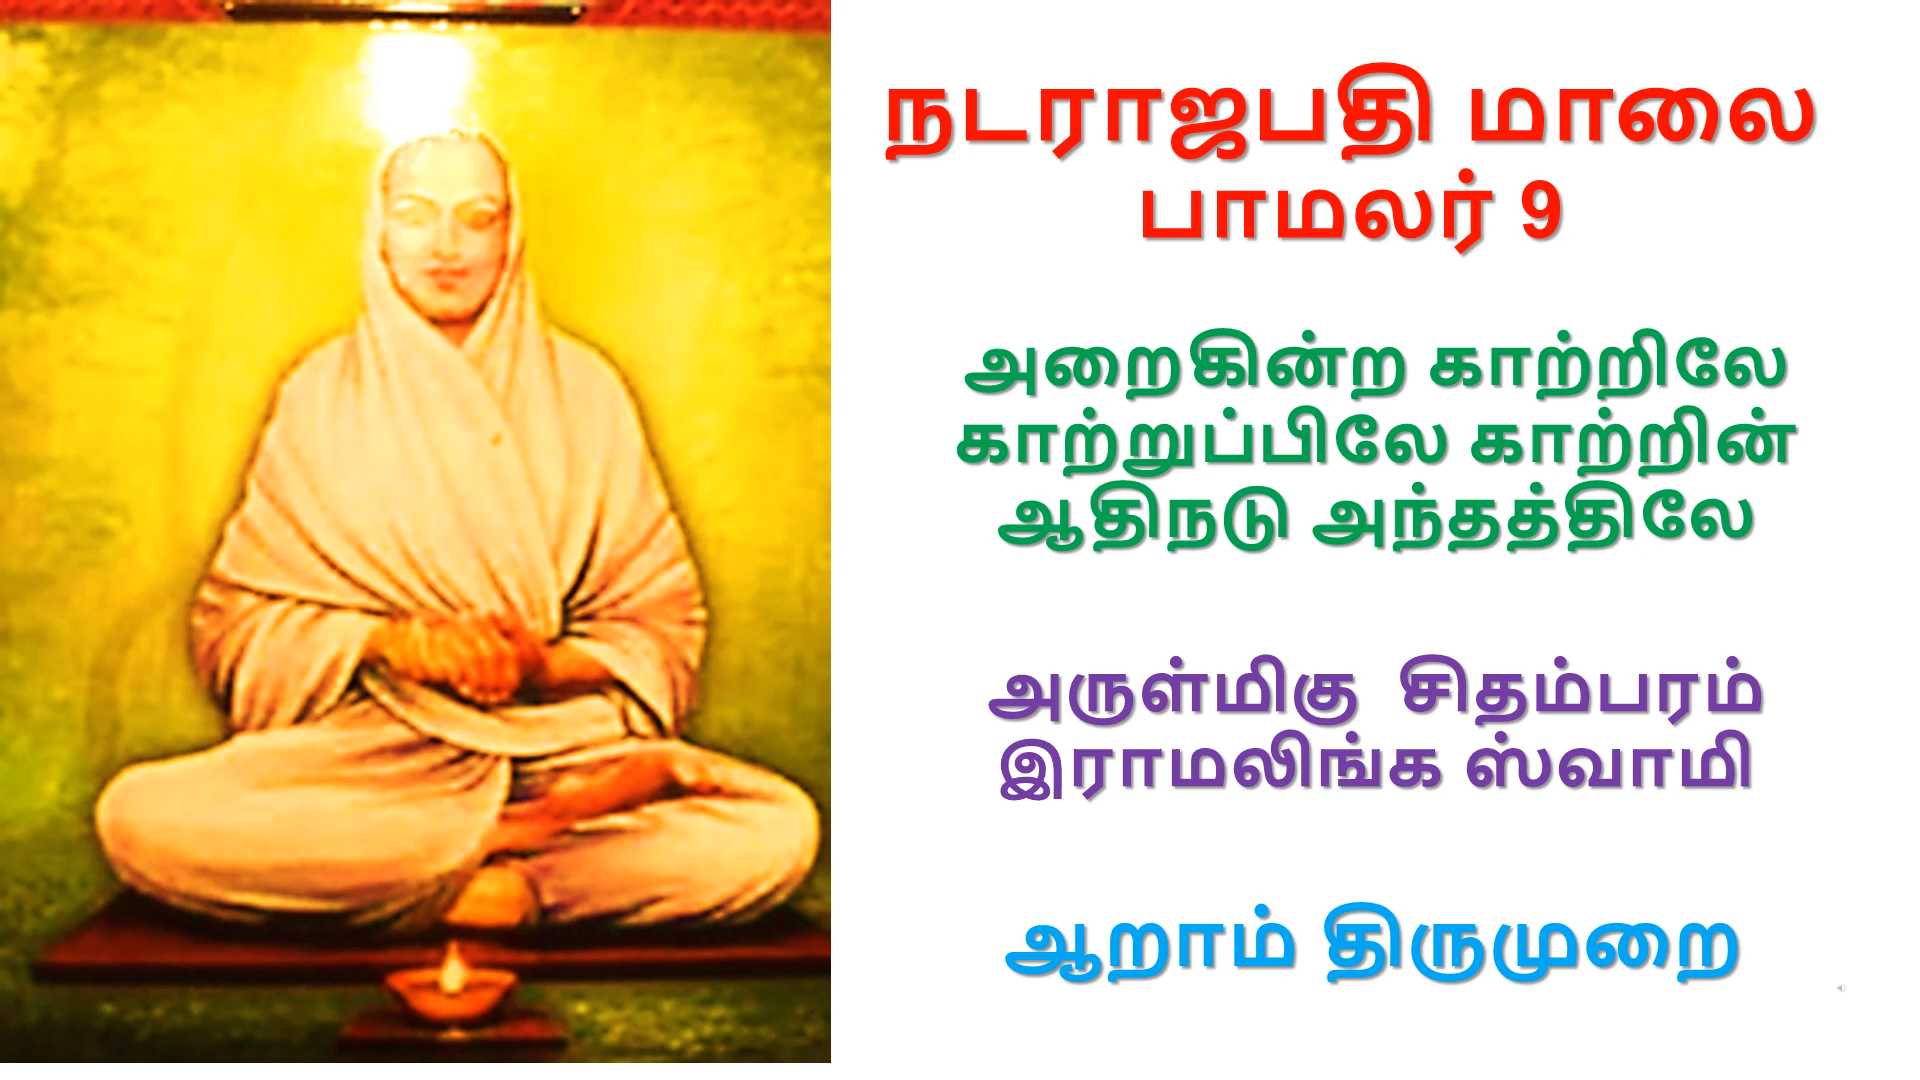 நடராஜபதி மாலை
பாமலர் 9
அறைகின்ற காற்றிலே
காற்றுப்பிலே காற்றின்
ஆதிநடு அந்தத்திலே
அருள்மிகு சிதம்பரம்
இராமலிங்க ஸ்வாமி
ஆறாம் திருமுறை